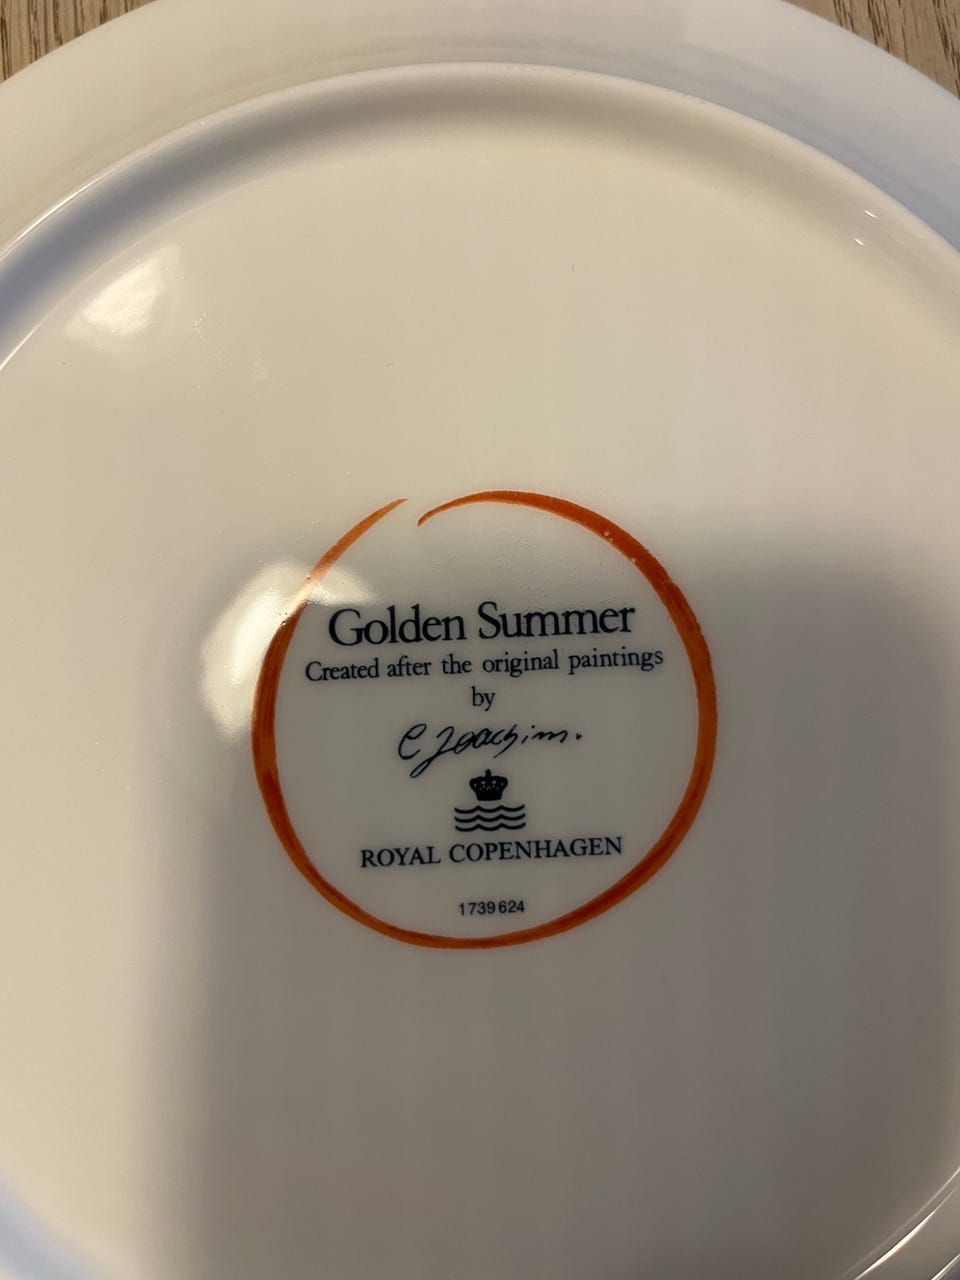 Golden Summer
Created after the original paintings
by
C Joachim.
ROYAL COPENHAGEN
1739624